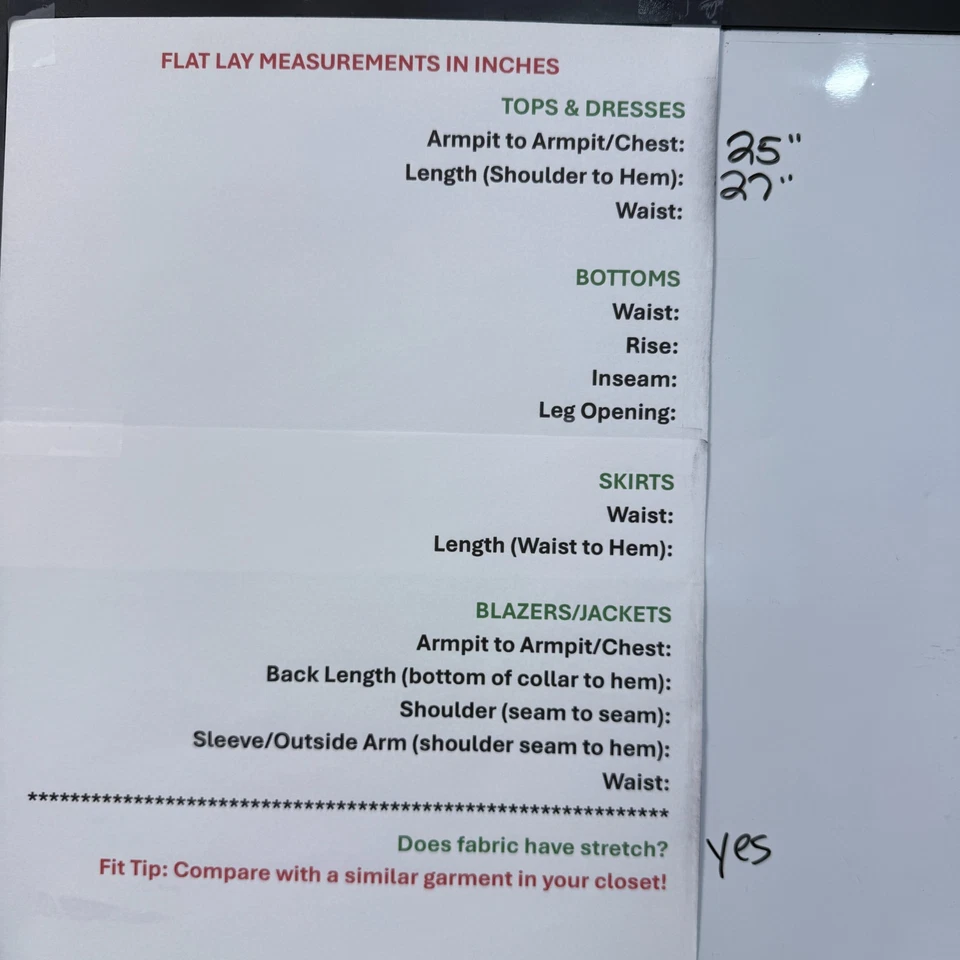 FLAT LAY MEASUREMENTS IN INCHES
TOPS & DRESSES
Armpit to Armpit/Chest: 25"
Length (Shoulder to Hem): 27"
Waist:
BOTTOMS
Waist:
Rise:
Inseam:
Leg Opening:
SKIRTS
Waist:
Length (Waist to Hem):
BLAZERS/JACKETS
Armpit to Armpit/Chest:
Back Length (bottom of collar to hem):
Shoulder (seam to seam):
Sleeve/Outside Arm (shoulder seam to hem):
Waist:
*************************************************************
Does fabric have stretch? yes
Fit Tip: Compare with a similar garment in your closet!